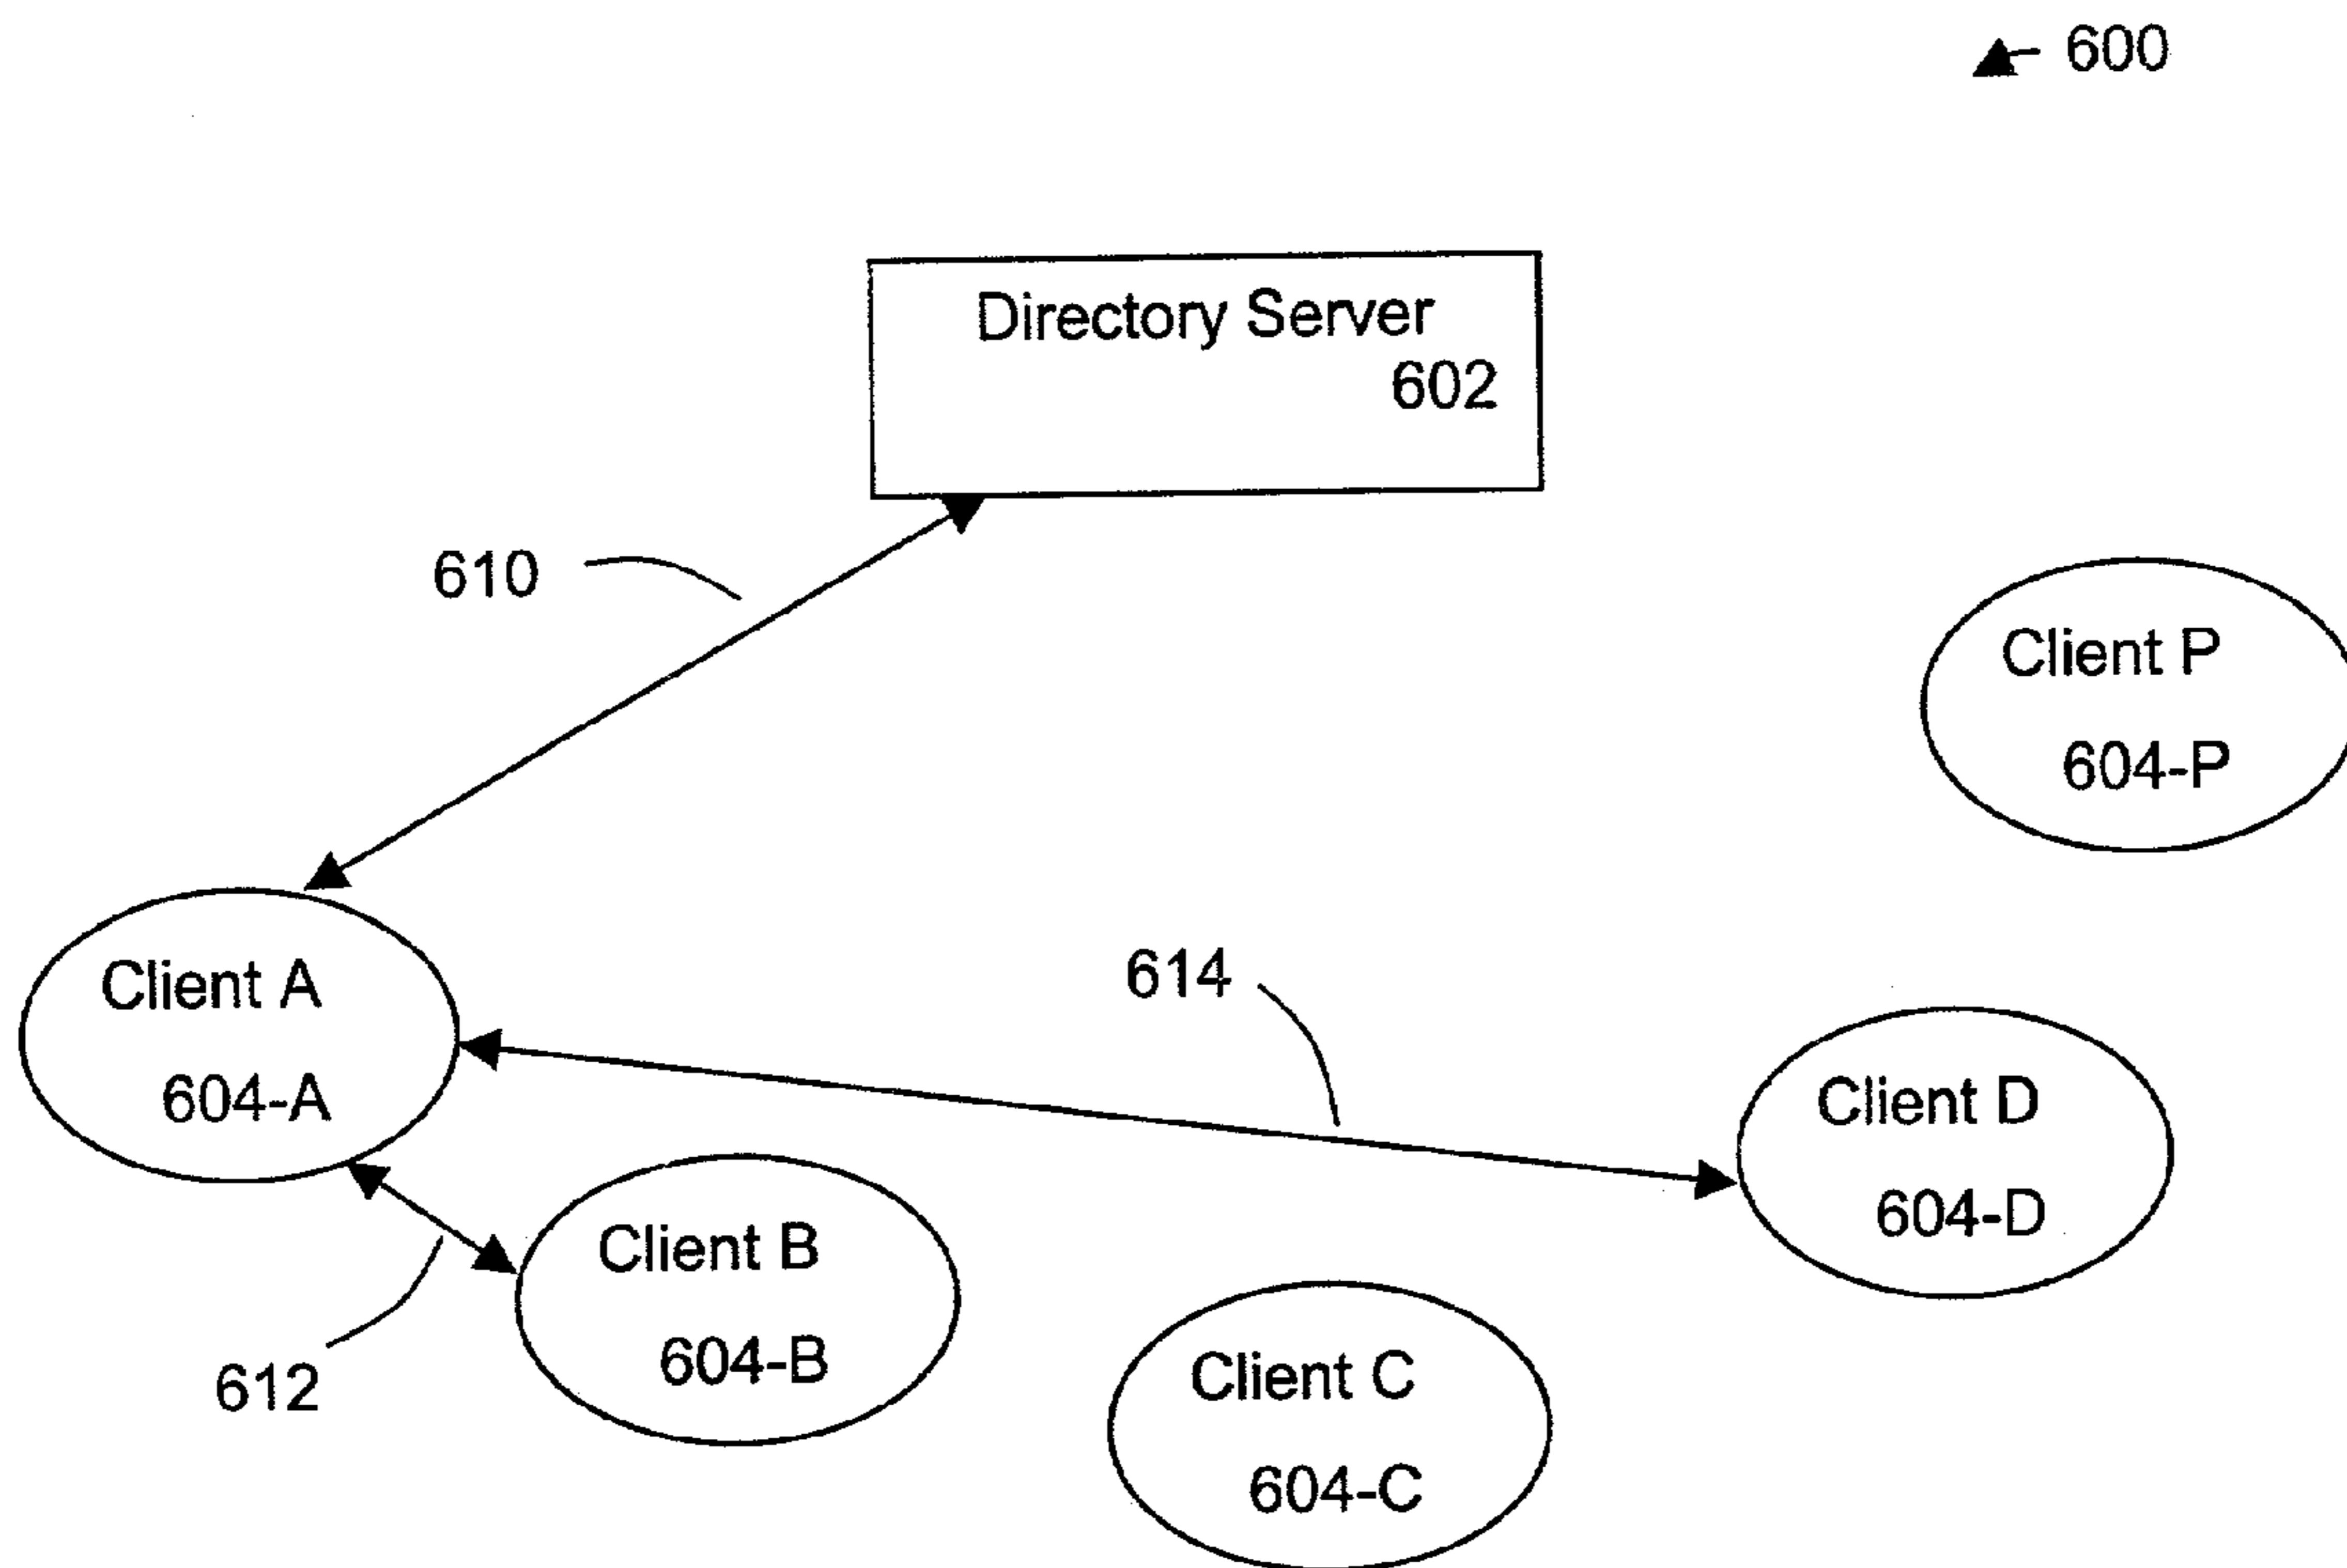 600
Directory Server
602
610
Client P
604-P
Client A
604-A
614
Client D
604-D
Client B
604-B
612
Client C
604-C